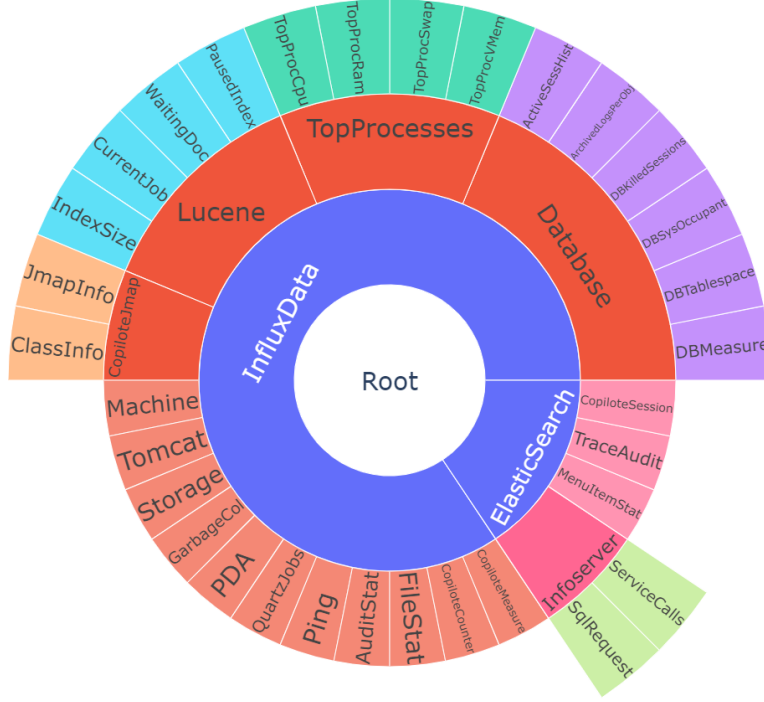 Root
InfluxData
ElasticSearch
Database
TopProcesses
Lucene
CopiloteJmap
Machine
Tomcat
Storage
GarbageCol
PDA
QuartzJobs
Ping
AuditStat
FileStat
CopiloteCounter
CopiloteMeasure
Infoserver
MenuItemStat
TraceAudit
CopiloteSession
DBMeasure
DBTablespace
DBSysOccupant
DBKilledSessions
ArchivedLogsPerObj
ActiveSessHist
TopProcVMem
TopProcSwap
TopProcRam
TopProcCpu
PausedIndex
WaitingDoc
CurrentJob
IndexSize
JmapInfo
ClassInfo
SqlRequest
ServiceCalls